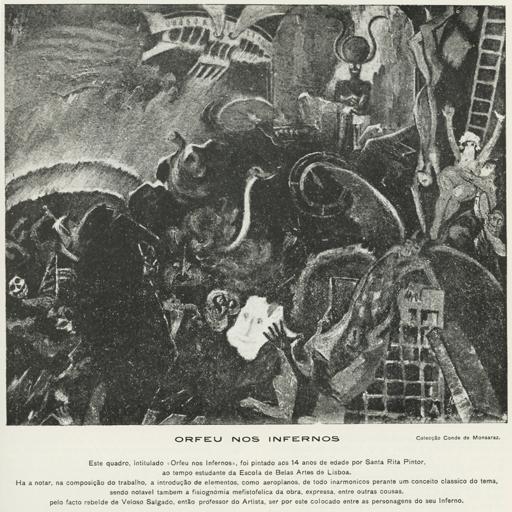 ORFEU NOS INFERNOS
Colecção Conde de Monsaraz.
Este quadro, intitulado «Orfeu nos Infernos», foi pintado aos 14 anos de edade por Santa Rita Pintor,
ao tempo estudante da Escola de Belas Artes de Lisboa.
Ha a notar, na composição do trabalho, a introdução de elementos, como aeroplanos, de todo inarmonicos perante um conceito classico do tema,
sendo notavel tambem a fisiognómia mefistofelica da obra, expressa, entre outras cousas,
pelo facto rebelde de Veloso Salgado, então professor do Artista, ser por este colocado entre as personagens do seu Inferno.